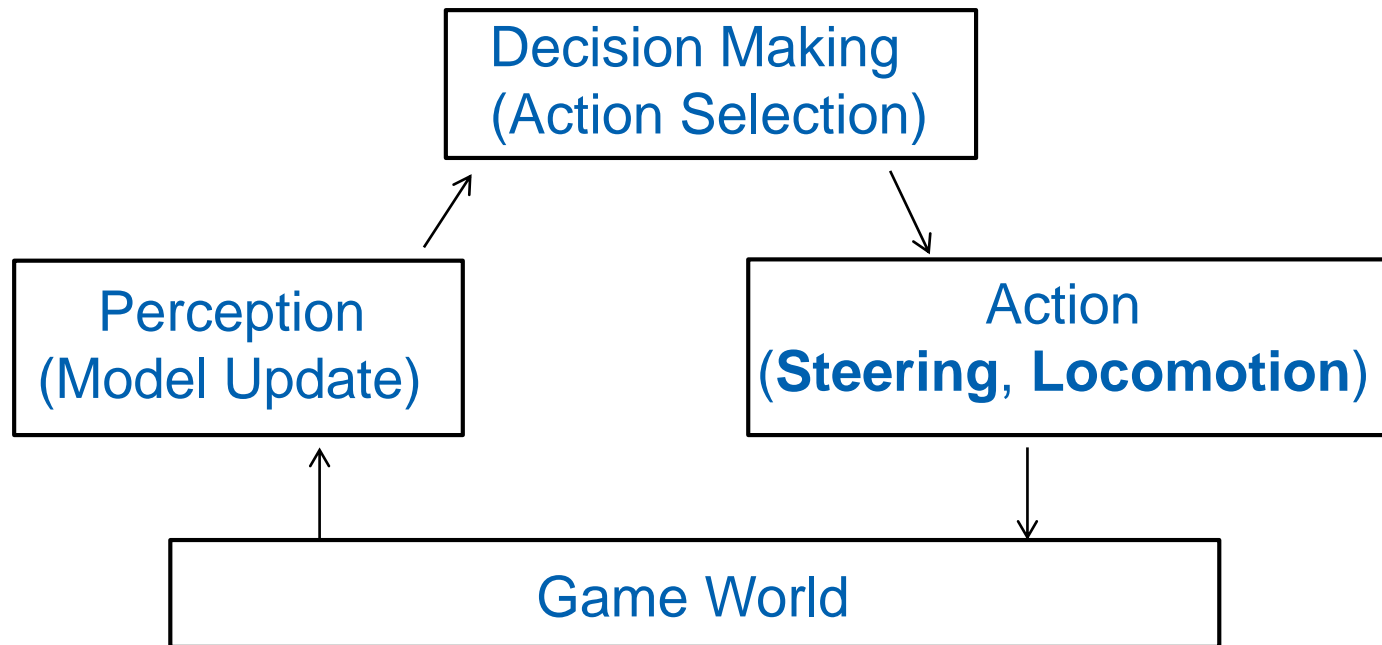 Decision Making
(Action Selection)
Perception
(Model Update)
Action
(Steering, Locomotion)
Game World